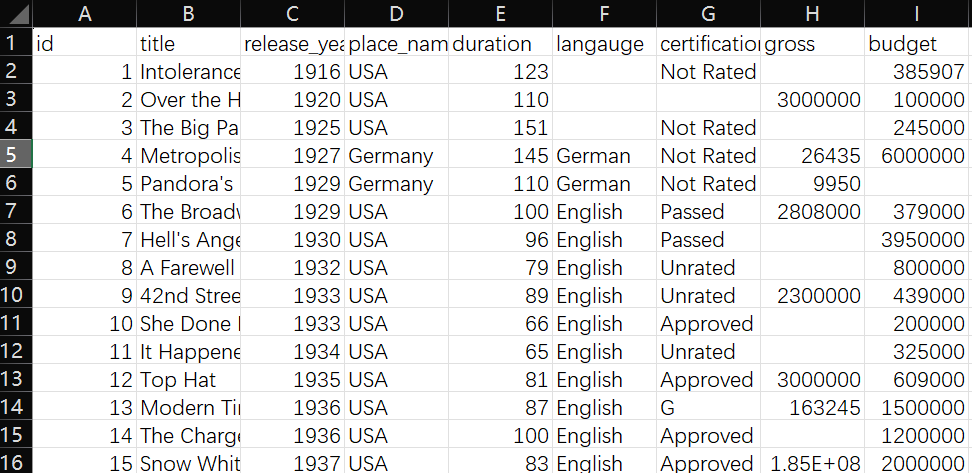 A B C D E F G H I
1 id title release_yea place_nam duration langauge certification gross budget
2 1 Intolerance 1916 USA 123 Not Rated 385907
3 2 Over the H 1920 USA 110 3000000 100000
4 3 The Big Pa 1925 USA 151 Not Rated 245000
5 4 Metropolis 1927 Germany 145 German Not Rated 26435 6000000
6 5 Pandora's 1929 Germany 110 German Not Rated 9950
7 6 The Broadw 1929 USA 100 English Passed 2808000 379000
8 7 Hell's Ange 1930 USA 96 English Passed 3950000
9 8 A Farewell 1932 USA 79 English Unrated 800000
10 9 42nd Stree 1933 USA 89 English Unrated 2300000 439000
11 10 She Done 1933 USA 66 English Approved 200000
12 11 It Happene 1934 USA 65 English Unrated 325000
13 12 Top Hat 1935 USA 81 English Approved 3000000 609000
14 13 Modern Ti 1936 USA 87 English G 163245 1500000
15 14 The Charge 1936 USA 100 English Approved 1200000
16 15 Snow Whit 1937 USA 83 English Approved 1.85E+08 2000000